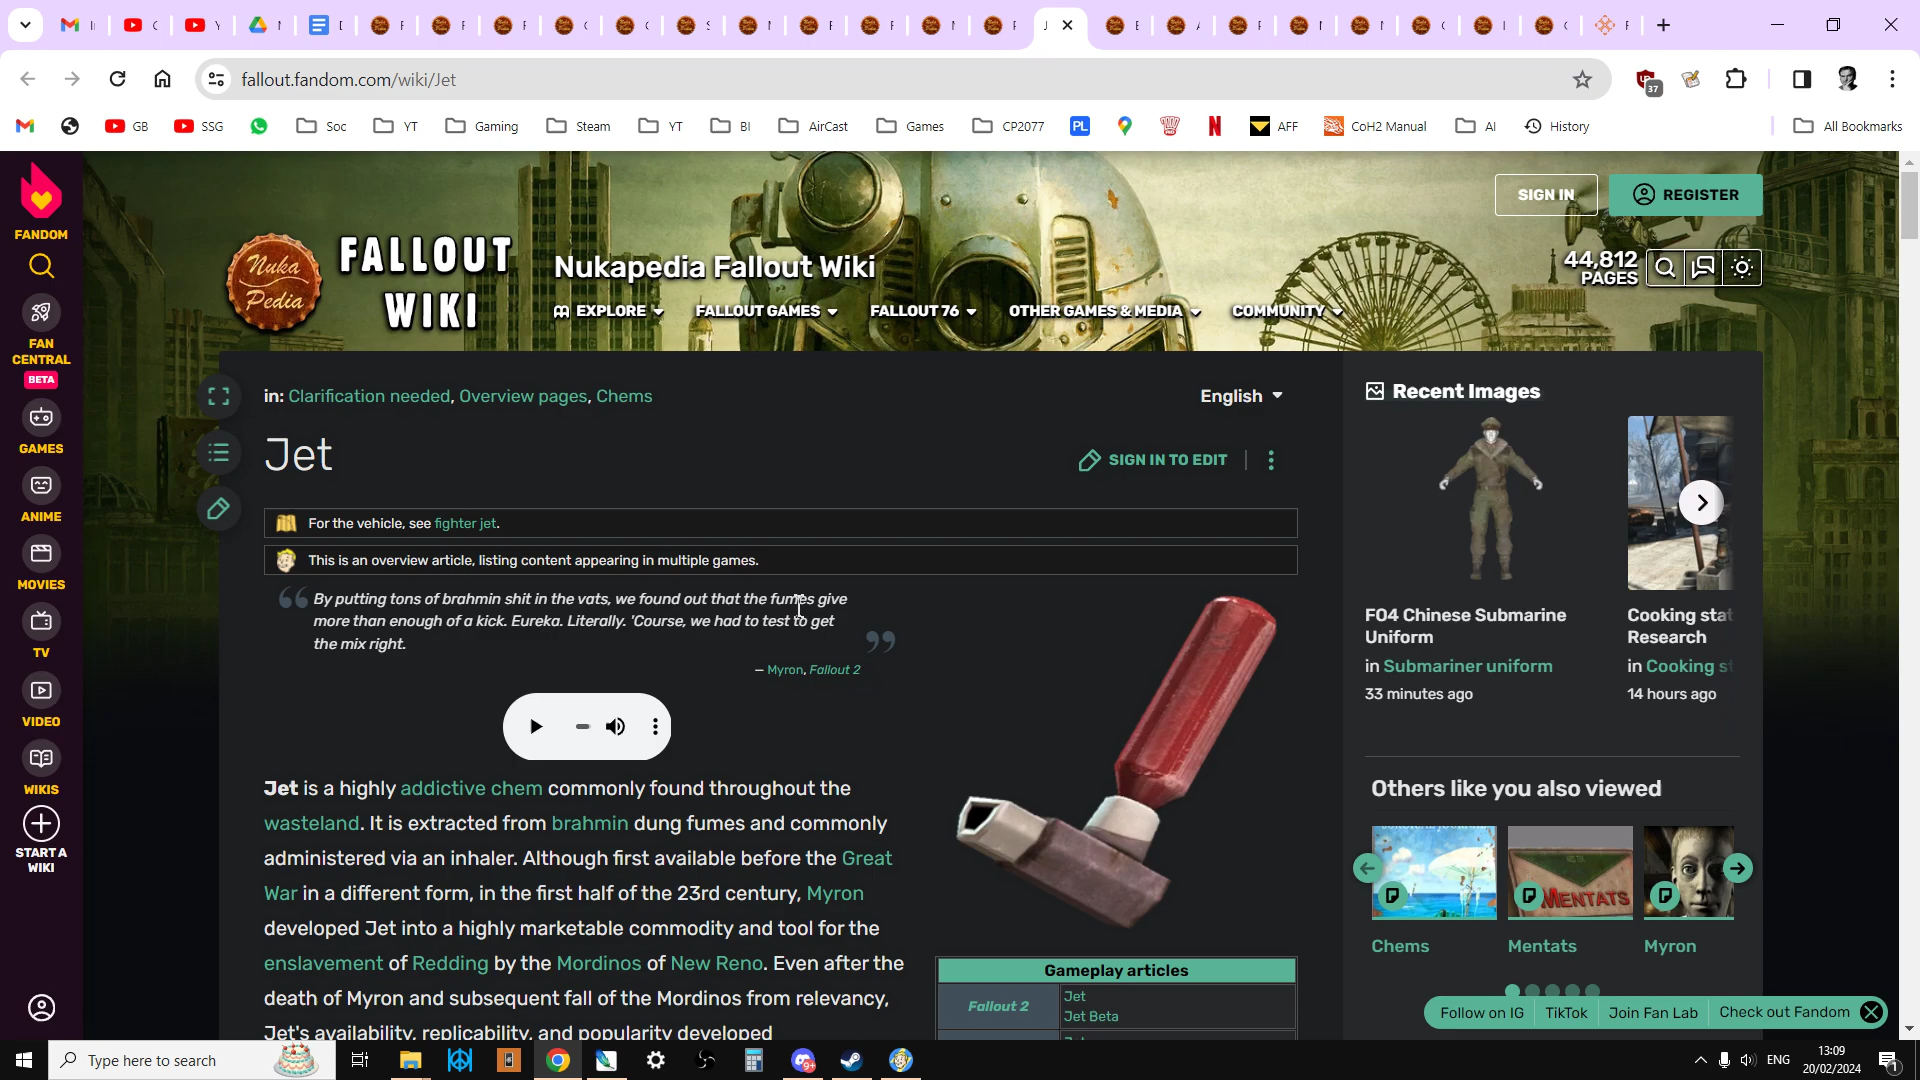 fallout.fandom.com/wiki/Jet
37
GB
SSG
Soc
YT
Gaming
Steam
YT
BI
AirCast
Games
CP2077
PL
AFF
CoH2 Manual
AI
History
All Bookmarks
FANDOM
FAN CENTRAL
BETA
GAMES
ANIME
MOVIES
TV
VIDEO
WIKIS
START A
WIKI
SIGN IN
REGISTER
Nuka
Pedia
FALLOUT
WIKI
Nukapedia Fallout Wiki
44,812
PAGES
EXPLORE
FALLOUT GAMES
FALLOUT 76
OTHER GAMES & MEDIA
COMMUNITY
in: Clarification needed, Overview pages, Chems
English
Jet
SIGN IN TO EDIT
For the vehicle, see fighter jet.
This is an overview article, listing content appearing in multiple games.
By putting tons of brahmin shit in the vats, we found out that the fumes give
more than enough of a kick. Eureka. Literally. 'Course, we had to test to get
the mix right.
— Myron, Fallout 2
Jet is a highly addictive chem commonly found throughout the
wasteland. It is extracted from brahmin dung fumes and commonly
administered via an inhaler. Although first available before the Great
War in a different form, in the first half of the 23rd century, Myron
developed Jet into a highly marketable commodity and tool for the
enslavement of Redding by the Mordinos of New Reno. Even after the
death of Myron and subsequent fall of the Mordinos from relevancy,
Jet's availability, replicability, and popularity developed
Gameplay articles
Fallout 2
Jet
Jet Beta
Recent Images
FO4 Chinese Submarine
Uniform
in Submariner uniform
33 minutes ago
Cooking stat
Research
in Cooking st
14 hours ago
Others like you also viewed
MENTATS
Chems
Mentats
Myron
Follow on IG
TikTok
Join Fan Lab
Check out Fandom
Type here to search
9+
ENG
13:09
20/02/2024
1